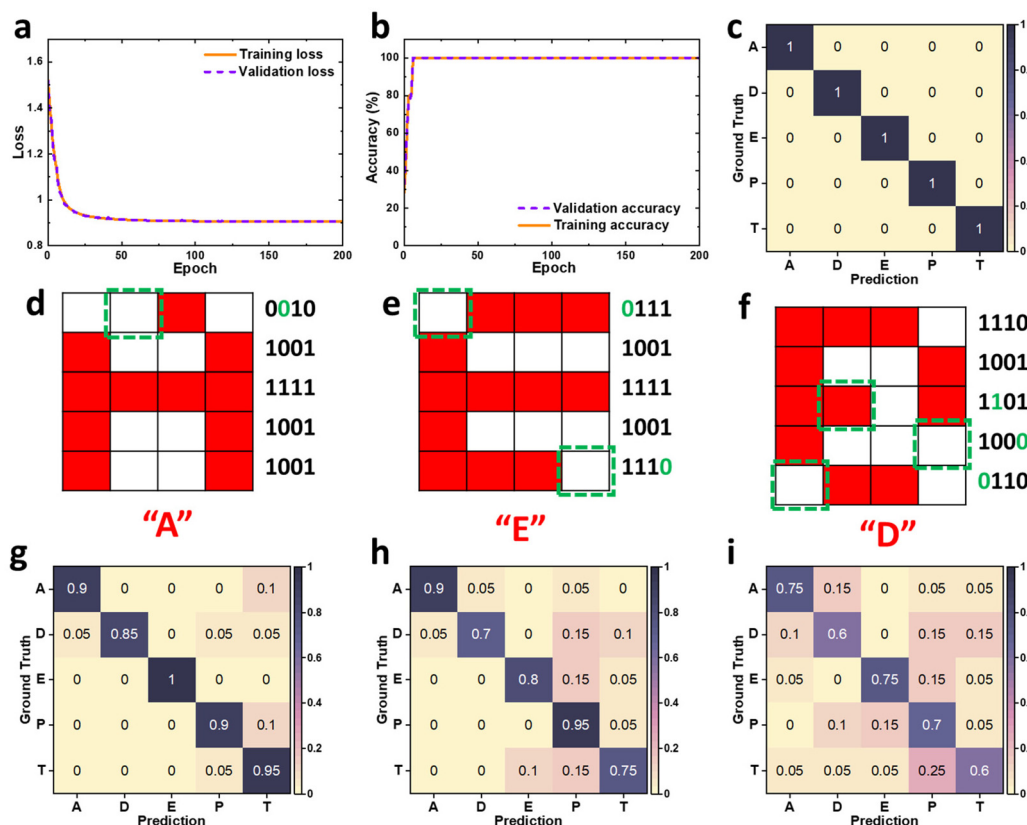 a
Training loss
Validation loss
1.6
1.4
1.2
1
0.8
Loss
0
50
100
150
200
Epoch
b
100
80
60
40
20
0
Accuracy (%)
Validation accuracy
Training accuracy
0
50
100
150
200
Epoch
c
Ground Truth
A 1 0 0 0 0
D 0 1 0 0 0
E 0 0 1 0 0
P 0 0 0 1 0
T 0 0 0 0 1
A D E P T
Prediction
1
0
d
0010
1001
1111
1001
1001
“A”
e
0111
1001
1111
1001
1110
“E”
f
1110
1001
1101
1000
0110
“D”
g
Ground Truth
A 0.9 0 0 0 0.1
D 0.05 0.85 0 0.05 0.05
E 0 0 1 0 0
P 0 0 0 0.9 0.1
T 0 0 0 0.05 0.95
A D E P T
Prediction
1
0.8
0.6
0.4
0.2
0
h
Ground Truth
A 0.9 0.05 0 0.05 0
D 0.05 0.7 0 0.15 0.1
E 0 0 0.8 0.15 0.05
P 0 0 0 0.95 0.05
T 0 0 0.1 0.15 0.75
A D E P T
Prediction
1
0.8
0.6
0.4
0.2
0
i
Ground Truth
A 0.75 0.15 0 0.05 0.05
D 0.1 0.6 0 0.15 0.15
E 0.05 0 0.75 0.15 0.05
P 0 0.1 0.15 0.7 0.05
T 0.05 0.05 0.05 0.25 0.6
A D E P T
Prediction
1
0